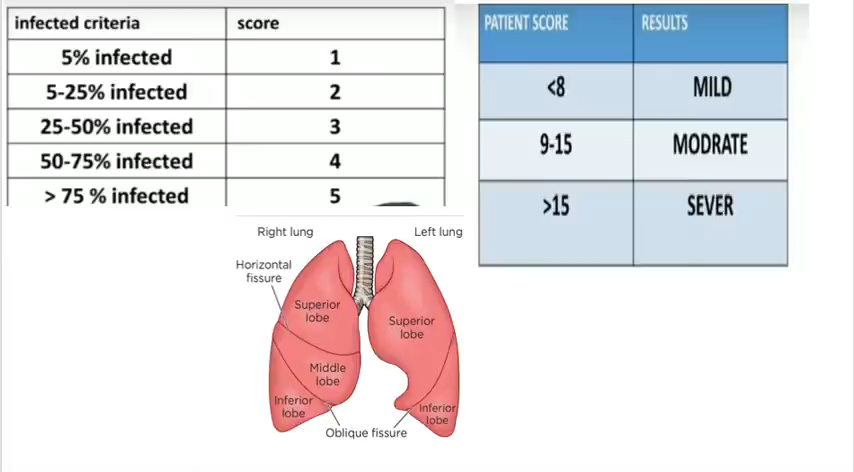 infected criteria score
5% infected 1
5-25% infected 2
25-50% infected 3
50-75% infected 4
> 75 % infected 5
PATIENT SCORE RESULTS
<8 MILD
9-15 MODRATE
>15 SEVER
Right lung Left lung
Horizontal
fissure
Superior
lobe
Superior
lobe
Middle
lobe
Inferior
lobe
Inferior
lobe
Oblique fissure